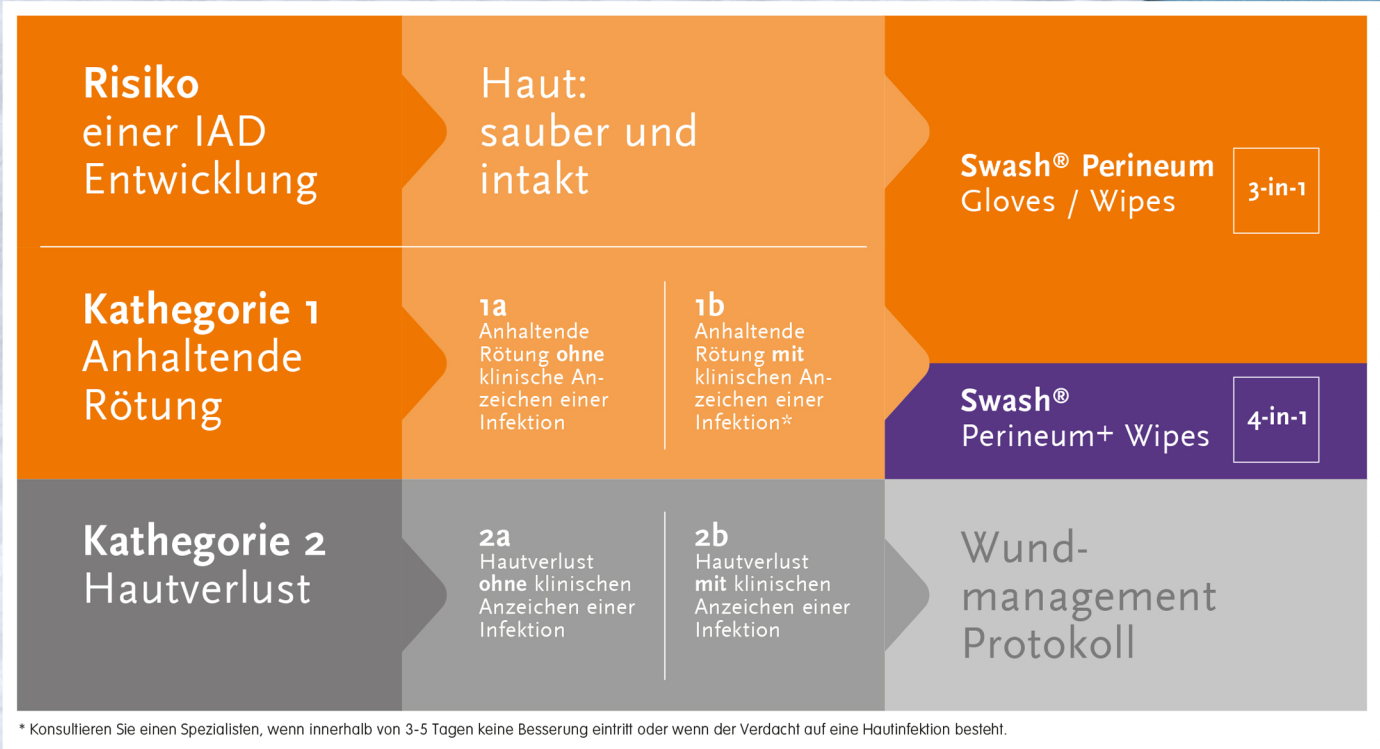 Risiko
einer IAD
Entwicklung
Haut:
sauber und
intakt
Swash® Perineum
Gloves / Wipes
3-in-1
Kathegorie 1
Anhaltende
Rötung
1a
Anhaltende
Rötung ohne
klinische An-
zeichen einer
Infektion
1b
Anhaltende
Rötung mit
klinischen An-
zeichen einer
Infektion*
Swash®
Perineum+ Wipes
4-in-1
Kathegorie 2
Hautverlust
2a
Hautverlust
ohne klinischen
Anzeichen einer
Infektion
2b
Hautverlust
mit klinischen
Anzeichen einer
Infektion
Wund-
management
Protokoll
* Konsultieren Sie einen Spezialisten, wenn innerhalb von 3-5 Tagen keine Besserung eintritt oder wenn der Verdacht auf eine Hautinfektion besteht.